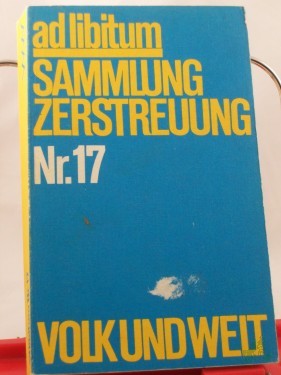 ad libitum
SAMMLUNG
ZERSTREUUNG
Nr.17
VOLK UND WELT